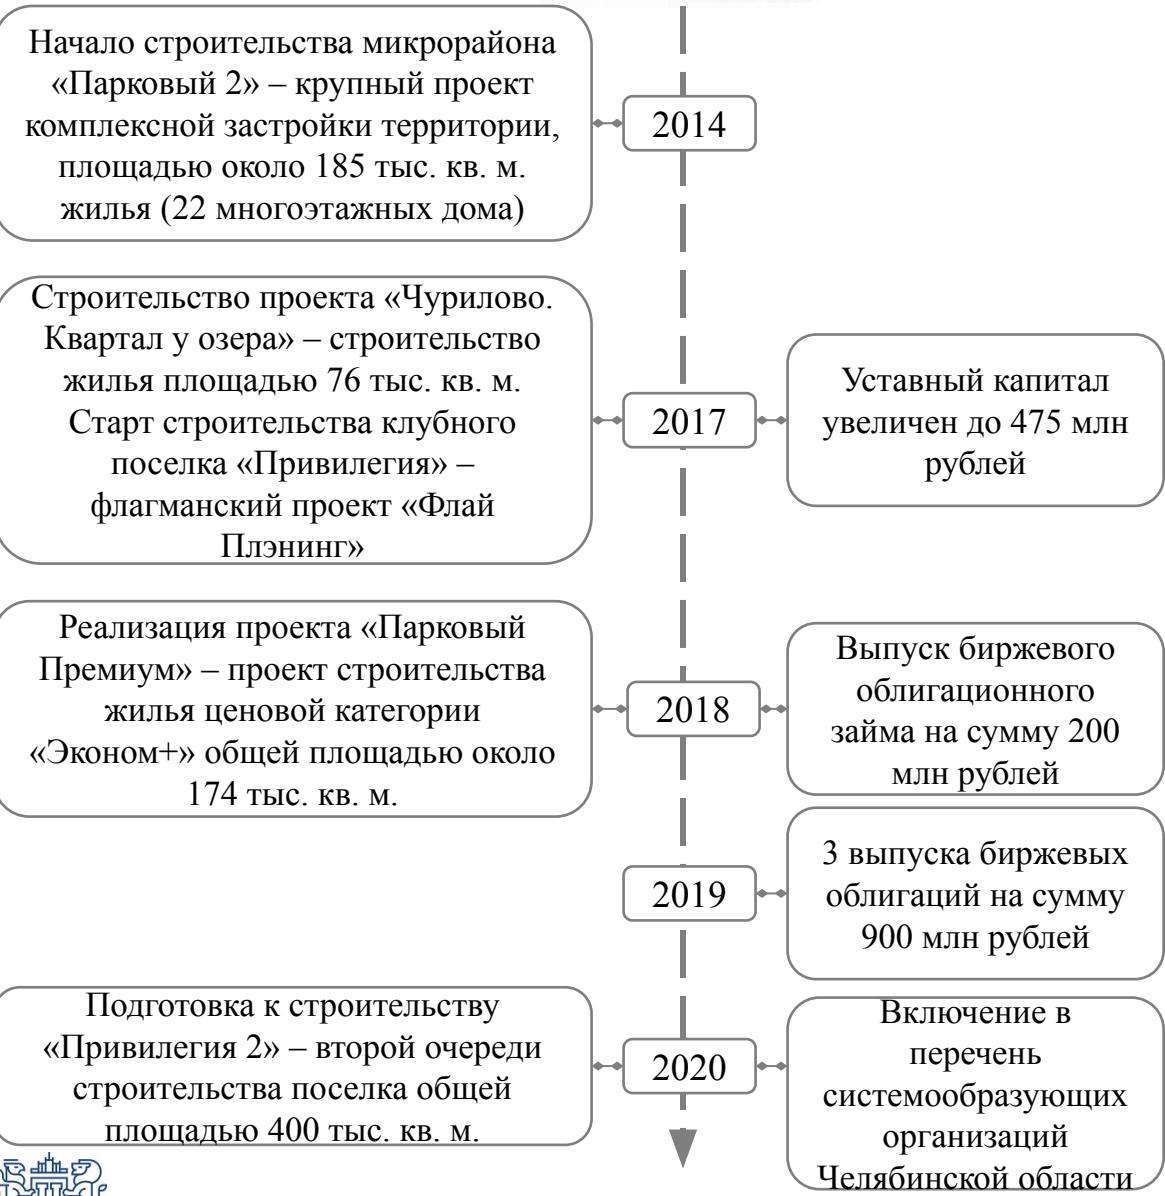 Начало строительства микрорайона
«Парковый 2» – крупный проект
комплексной застройки территории,
площадью около 185 тыс. кв. м.
жилья (22 многоэтажных дома)
2014
Строительство проекта «Чурилово.
Квартал у озера» – строительство
жилья площадью 76 тыс. кв. м.
Старт строительства клубного
поселка «Привилегия» –
флагманский проект «Флай
Плэнинг»
2017
Уставный капитал
увеличен до 475 млн
рублей
Реализация проекта «Парковый
Премиум» – проект строительства
жилья ценовой категории
«Эконом+» общей площадью около
174 тыс. кв. м.
2018
Выпуск биржевого
облигационного
займа на сумму 200
млн рублей
2019
3 выпуска биржевых
облигаций на сумму
900 млн рублей
Подготовка к строительству
«Привилегия 2» – второй очереди
строительства поселка общей
площадью 400 тыс. кв. м.
2020
Включение в
перечень
системообразующих
организаций
Челябинской области